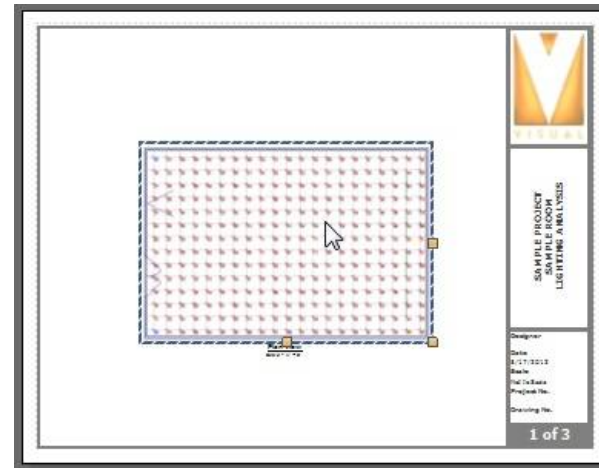 VISUAL
SAMPLE PROJECT
SAMPLE ROOM
LIGHTING ANALYSIS
Designer
Date
Scale
Project No.
Drawing No.
1 of 3